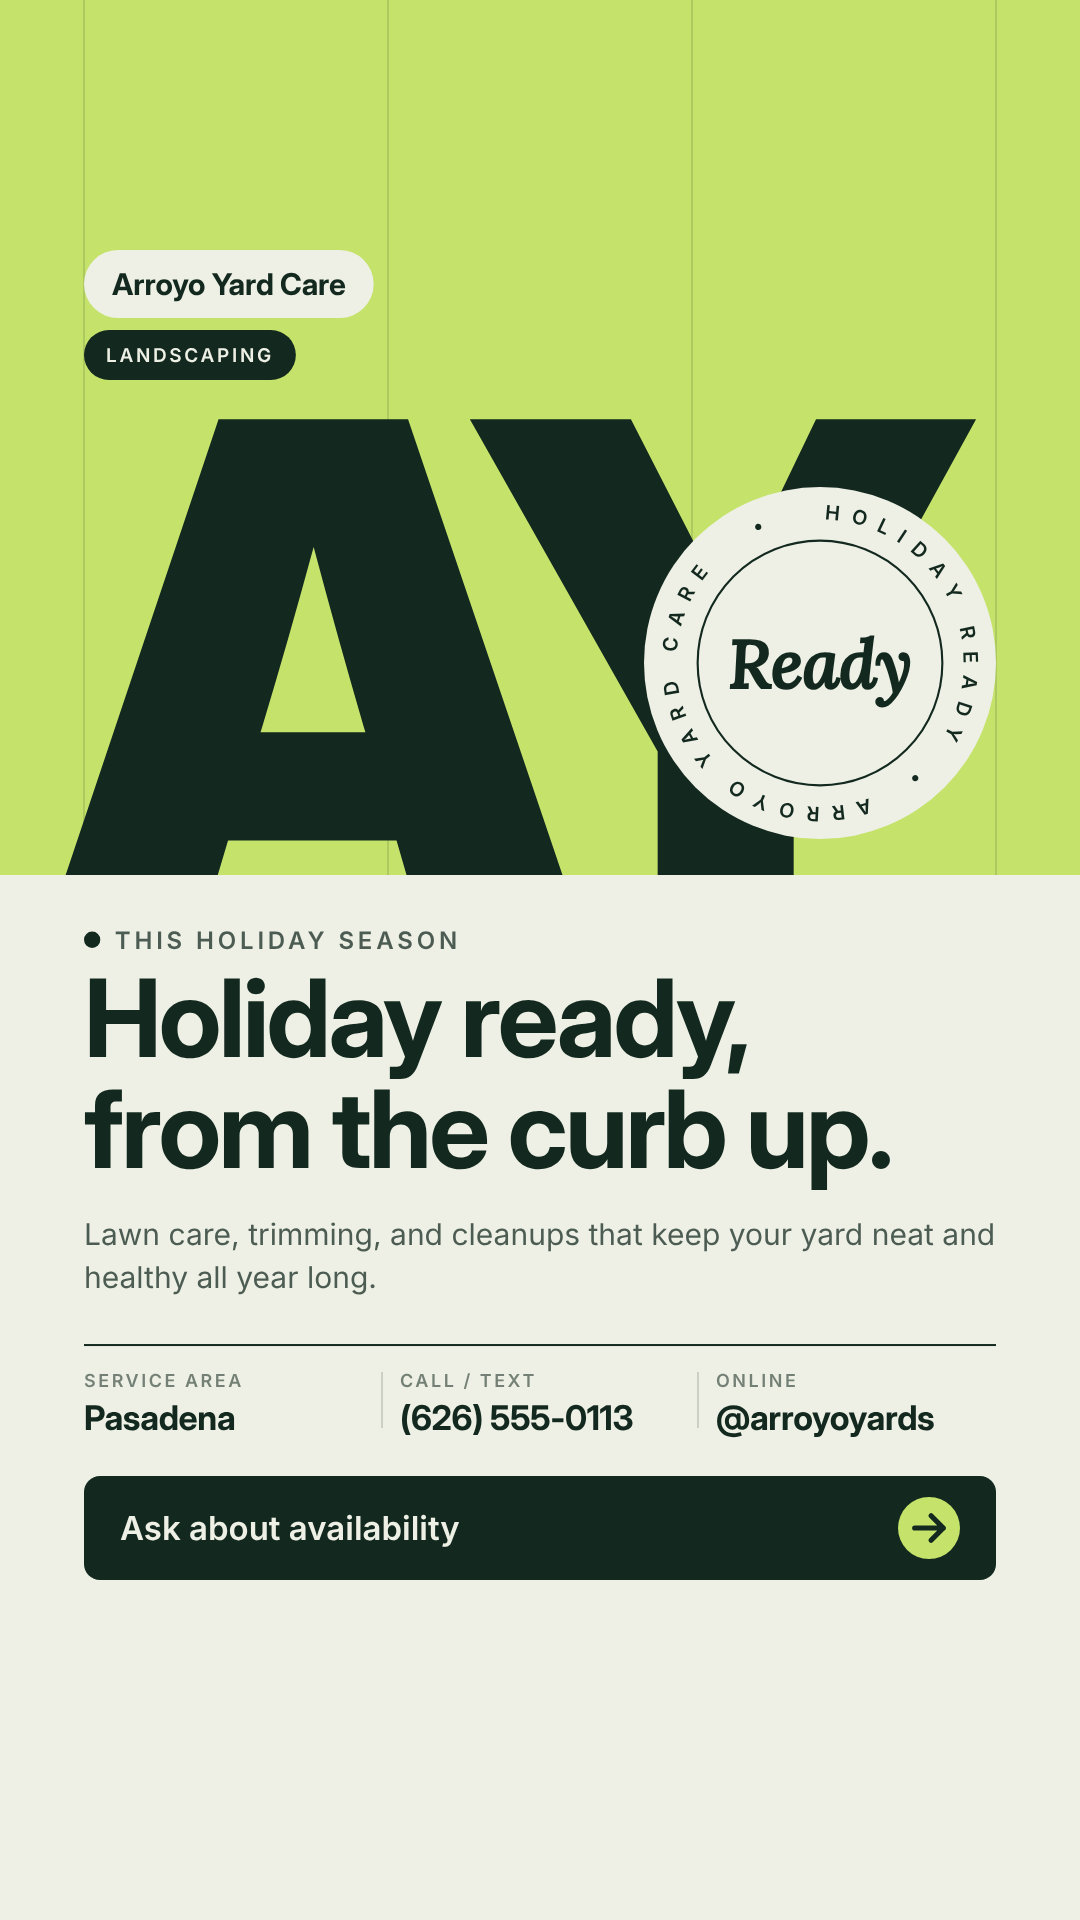 Arroyo Yard Care
LANDSCAPING
AY
HOLIDAY READY • ARROYO YARD CARE •
Ready
THIS HOLIDAY SEASON
Holiday ready,
from the curb up.
Lawn care, trimming, and cleanups that keep your yard neat and
healthy all year long.
SERVICE AREA
Pasadena
CALL / TEXT
(626) 555-0113
ONLINE
@arroyoyards
Ask about availability